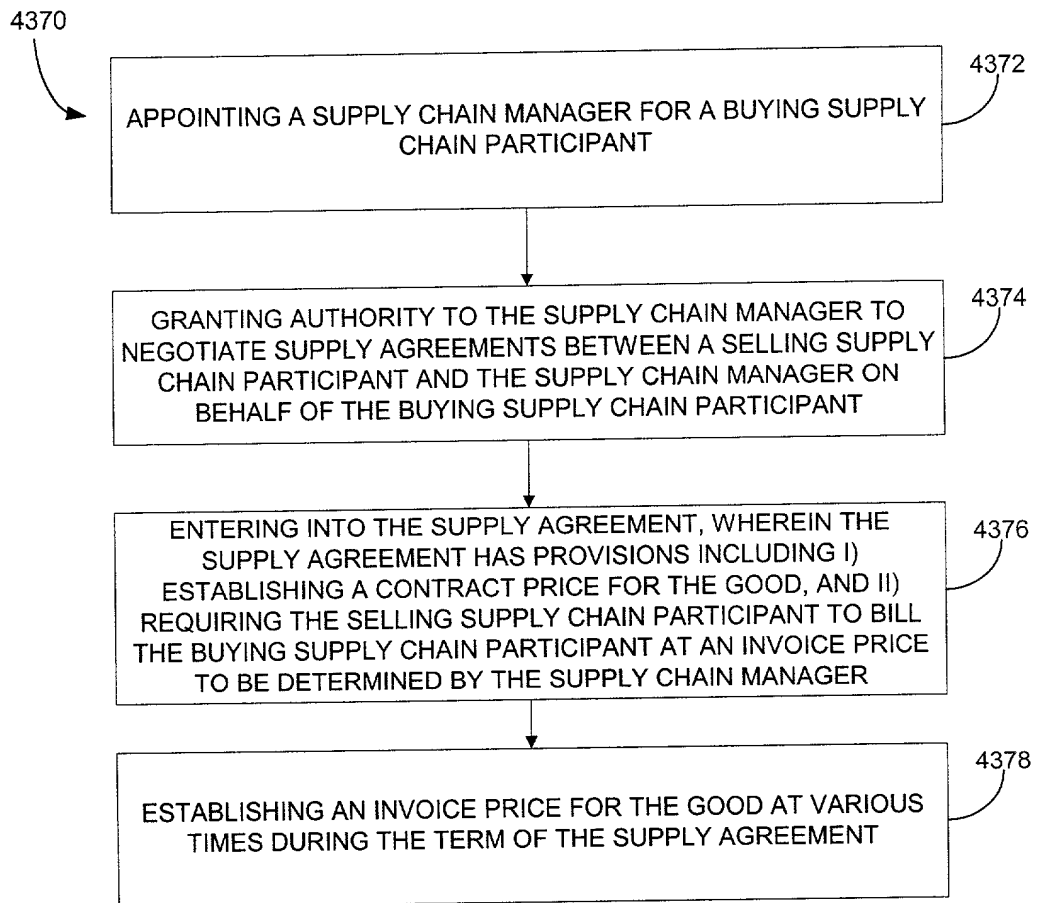 4370
4372
APPOINTING A SUPPLY CHAIN MANAGER FOR A BUYING SUPPLY
CHAIN PARTICIPANT
4374
GRANTING AUTHORITY TO THE SUPPLY CHAIN MANAGER TO
NEGOTIATE SUPPLY AGREEMENTS BETWEEN A SELLING SUPPLY
CHAIN PARTICIPANT AND THE SUPPLY CHAIN MANAGER ON
BEHALF OF THE BUYING SUPPLY CHAIN PARTICIPANT
4376
ENTERING INTO THE SUPPLY AGREEMENT, WHEREIN THE
SUPPLY AGREEMENT HAS PROVISIONS INCLUDING I)
ESTABLISHING A CONTRACT PRICE FOR THE GOOD, AND II)
REQUIRING THE SELLING SUPPLY CHAIN PARTICIPANT TO BILL
THE BUYING SUPPLY CHAIN PARTICIPANT AT AN INVOICE PRICE
TO BE DETERMINED BY THE SUPPLY CHAIN MANAGER
4378
ESTABLISHING AN INVOICE PRICE FOR THE GOOD AT VARIOUS
TIMES DURING THE TERM OF THE SUPPLY AGREEMENT